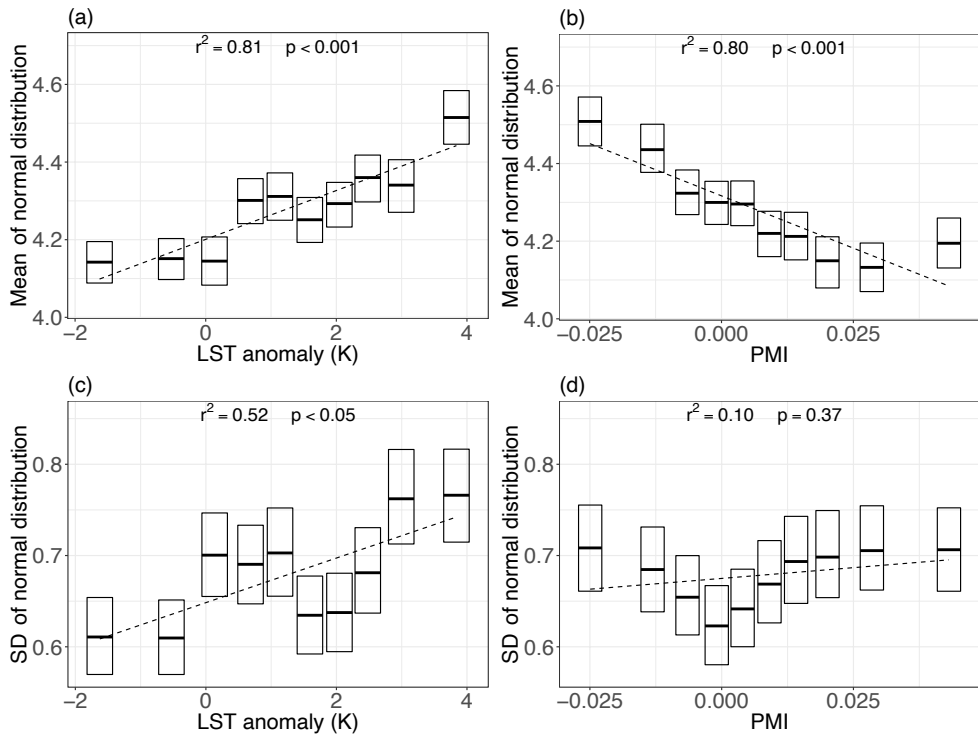 (a)
r² = 0.81 p < 0.001
Mean of normal distribution
4.6
4.4
4.2
4.0
−2 0 2 4
LST anomaly (K)
(b)
r² = 0.80 p < 0.001
Mean of normal distribution
4.6
4.4
4.2
4.0
−0.025 0.000 0.025
PMI
(c)
r² = 0.52 p < 0.05
SD of normal distribution
0.8
0.7
0.6
−2 0 2 4
LST anomaly (K)
(d)
r² = 0.10 p = 0.37
SD of normal distribution
0.8
0.7
0.6
−0.025 0.000 0.025
PMI